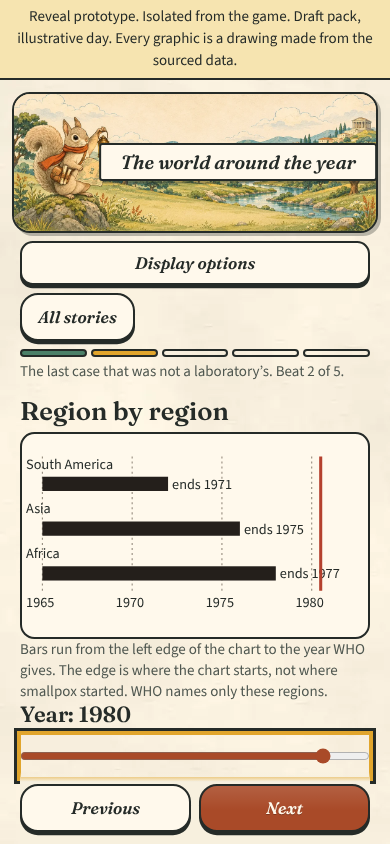 Reveal prototype. Isolated from the game. Draft pack,
illustrative day. Every graphic is a drawing made from the
sourced data.
The world around the year
Display options
All stories
The last case that was not a laboratory’s. Beat 2 of 5.
Region by region
South America
ends 1971
Asia
ends 1975
Africa
ends 1977
1965 1970 1975 1980
Bars run from the left edge of the chart to the year WHO
gives. The edge is where the chart starts, not where
smallpox started. WHO names only these regions.
Year: 1980
Previous
Next